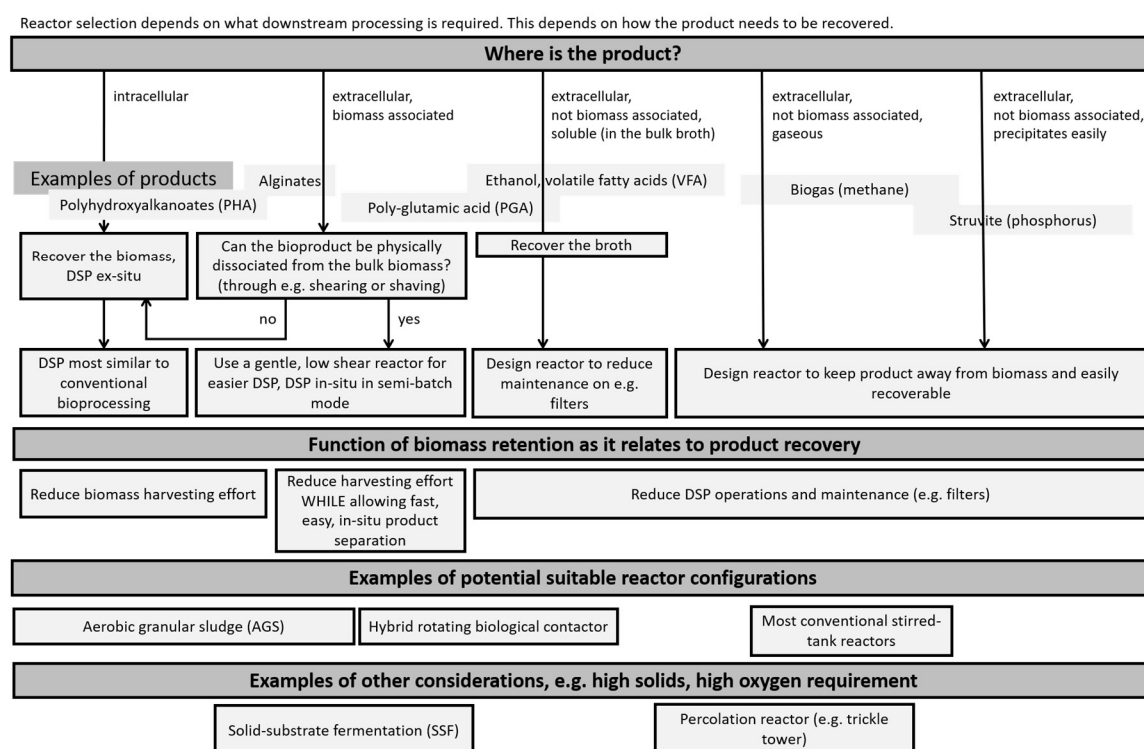 Reactor selection depends on what downstream processing is required. This depends on how the product needs to be recovered.
Where is the product?
intracellular
extracellular,
biomass associated
extracellular,
not biomass associated,
soluble (in the bulk broth)
extracellular,
not biomass associated,
gaseous
extracellular,
not biomass associated,
precipitates easily
Examples of products
Polyhydroxyalkanoates (PHA)
Alginates
Poly-glutamic acid (PGA)
Ethanol, volatile fatty acids (VFA)
Biogas (methane)
Struvite (phosphorus)
Recover the biomass,
DSP ex-situ
Can the bioproduct be physically
dissociated from the bulk biomass?
(through e.g. shearing or shaving)
Recover the broth
no
yes
DSP most similar to
conventional
bioprocessing
Use a gentle, low shear reactor for
easier DSP, DSP in-situ in semi-batch
mode
Design reactor to reduce
maintenance on e.g.
filters
Design reactor to keep product away from biomass and easily
recoverable
Function of biomass retention as it relates to product recovery
Reduce biomass harvesting effort
Reduce harvesting effort
WHILE allowing fast,
easy, in-situ product
separation
Reduce DSP operations and maintenance (e.g. filters)
Examples of potential suitable reactor configurations
Aerobic granular sludge (AGS)
Hybrid rotating biological contactor
Most conventional stirred-
tank reactors
Examples of other considerations, e.g. high solids, high oxygen requirement
Solid-substrate fermentation (SSF)
Percolation reactor (e.g. trickle
tower)